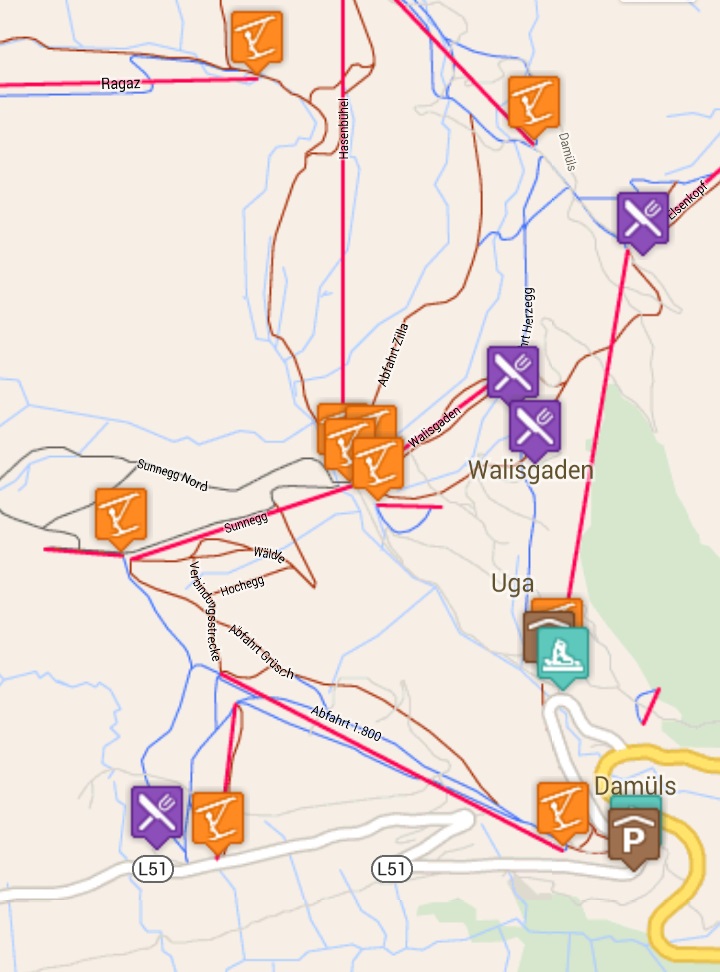 Ragaz
Hasenbühel
Damüls
Elsenkopf
Abfahrt Zilla
rt Herzegg
Walisgaden
Walisgaden
Sunnegg Nord
Sunnegg
Wälde
Hochegg
Verbindungsstrecke
Uga
Abfahrt Grüsch
Abfahrt 1.800
Damüls
P
L51
L51